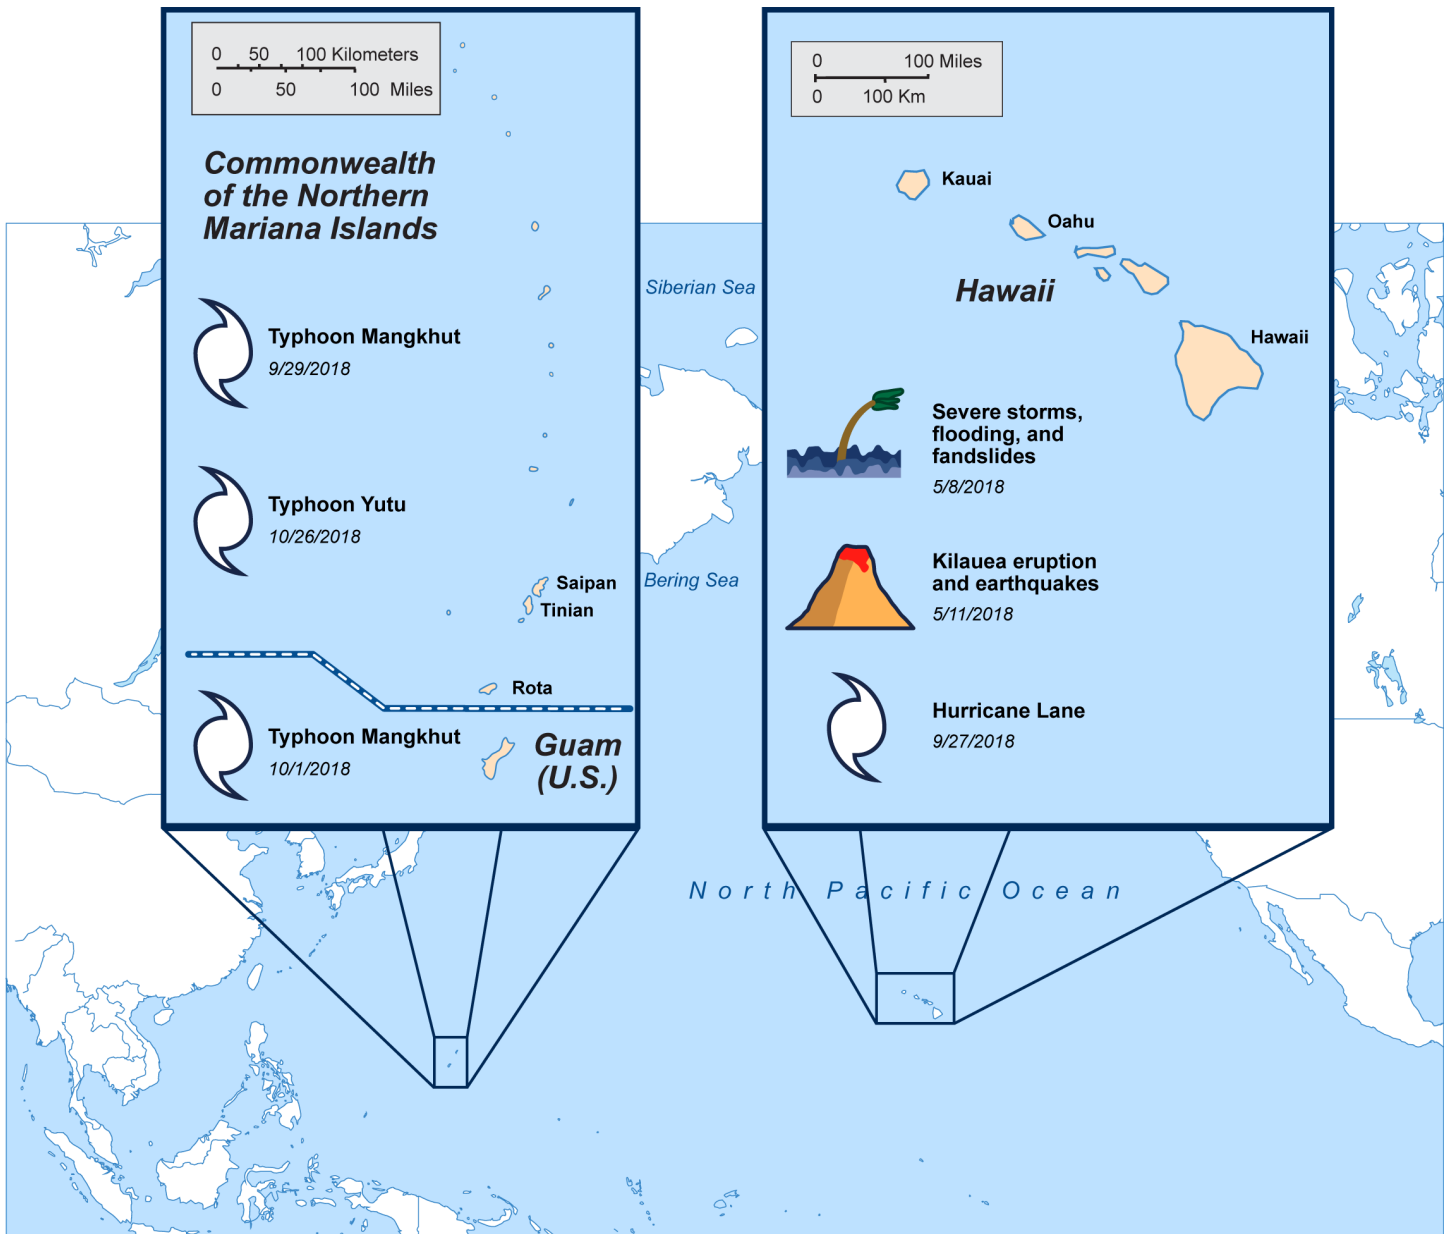 0 50 100 Kilometers
0 50 100 Miles
Commonwealth
of the Northern
Mariana Islands
Typhoon Mangkhut
9/29/2018
Typhoon Yutu
10/26/2018
Saipan
Tinian
Rota
Typhoon Mangkhut
10/1/2018
Guam
(U.S.)
Siberian Sea
Bering Sea
0 100 Miles
0 100 Km
Kauai
Oahu
Hawaii
Hawaii
Severe storms,
flooding, and
fandslides
5/8/2018
Kilauea eruption
and earthquakes
5/11/2018
Hurricane Lane
9/27/2018
North Pacific Ocean